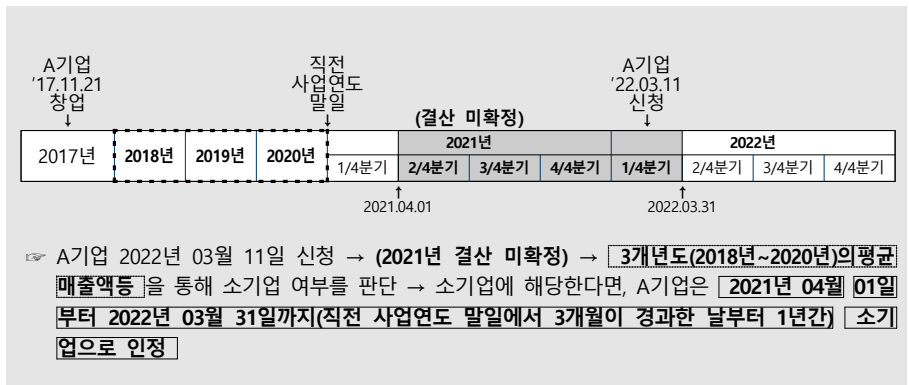 A기업 직전 A기업
'17.11.21 사업연도 '22.03.11
창업 말일 신청
↓ ↓ (결산 미확정) ↓
2017년 2018년 2019년 2020년 2021년 2022년
1/4분기 2/4분기 3/4분기 4/4분기 1/4분기 2/4분기 3/4분기 4/4분기
↑ ↑
2021.04.01 2022.03.31
☞ A기업 2022년 03월 11일 신청 → (2021년 결산 미확정) → 3개년도(2018년~2020년)의평균
매출액등 을 통해 소기업 여부를 판단 → 소기업에 해당한다면, A기업은 2021년 04월 01일
부터 2022년 03월 31일까지(직전 사업연도 말일에서 3개월이 경과한 날부터 1년간) 소기
업으로 인정